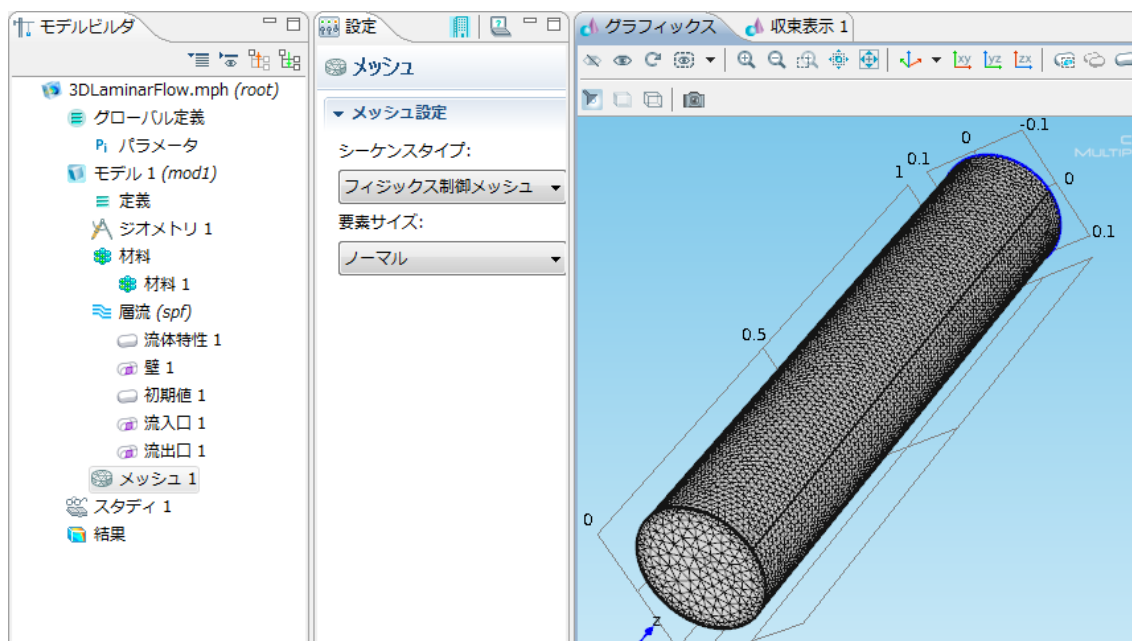 モデルビルダ
3DLaminarFlow.mph (root)
グローバル定義
Pi パラメータ
モデル 1 (mod1)
定義
ジオメトリ 1
材料
材料 1
層流 (spf)
流体特性 1
壁 1
初期値 1
流入口 1
流出口 1
メッシュ 1
スタディ 1
結果
設定
メッシュ
メッシュ設定
シーケンスタイプ:
フィジックス制御メッシュ
要素サイズ:
ノーマル
グラフィックス
収束表示 1
xy yz zx
-0.1
0
0.1
1
0
0.1
0.5
0
z